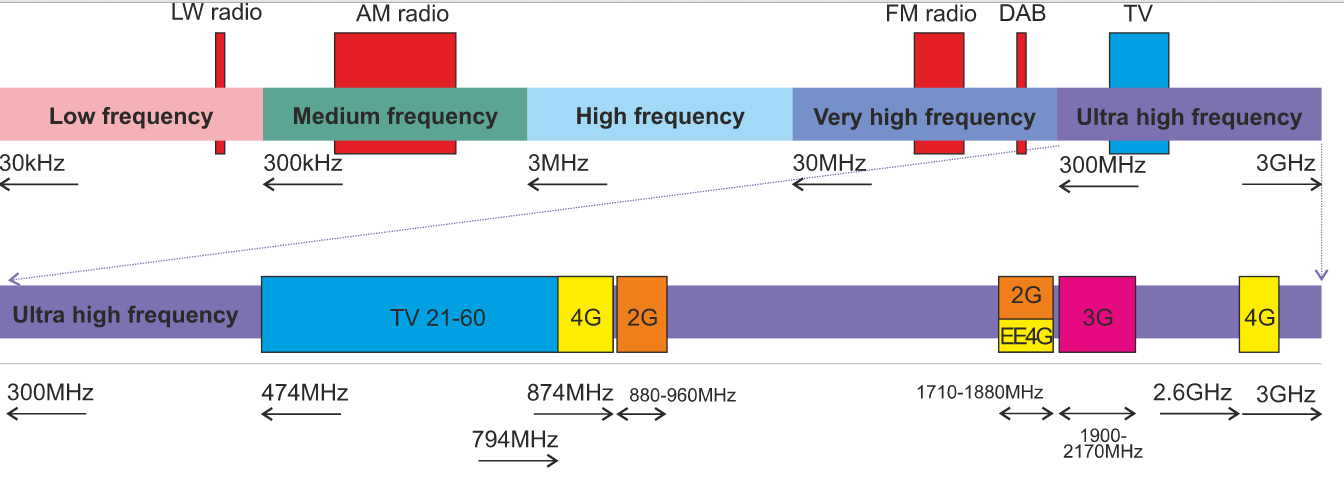 LW radio
AM radio
FM radio
DAB
TV
Low frequency
Medium frequency
High frequency
Very high frequency
Ultra high frequency
30kHz
300kHz
3MHz
30MHz
300MHz
3GHz
Ultra high frequency
TV 21-60
4G
2G
2G
EE4G
3G
4G
300MHz
474MHz
874MHz
880-960MHz
1710-1880MHz
2.6GHz
3GHz
794MHz
1900-
2170MHz